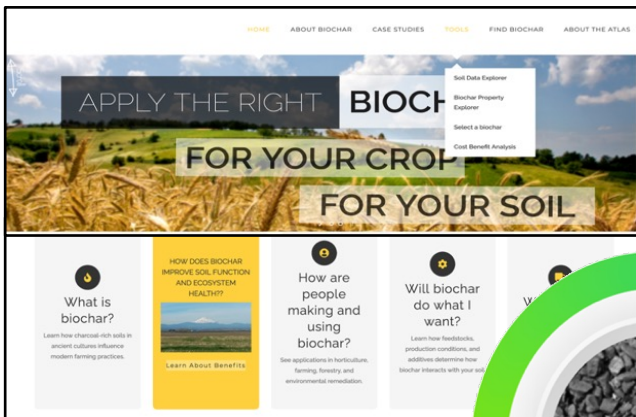 HOME ABOUT BIOCHAR CASE STUDIES TOOLS FIND BIOCHAR ABOUT THE ATLAS
Soil Data Explorer
Biochar Property
Explorer
Select a biochar
Cost Benefit Analysis
APPLY THE RIGHT BIOCH
FOR YOUR CROP
FOR YOUR SOIL
What is
biochar?
Learn how charcoal-rich soils in
ancient cultures influence
modern farming practices.
HOW DOES BIOCHAR
IMPROVE SOIL FUNCTION
AND ECOSYSTEM
HEALTH??
Learn About Benefits
How are
people
making and
using
biochar?
See applications in horticulture,
farming, forestry, and
environmental remediation.
Will biochar
do what I
want?
Learn how feedstocks,
production conditions, and
additives determine how
biochar interacts with your soil.